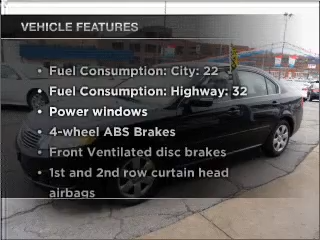 VEHICLE FEATURES
• Fuel Consumption: City: 22
• Fuel Consumption: Highway: 32
• Power windows
• 4-wheel ABS Brakes
• Front Ventilated disc brakes
• 1st and 2nd row curtain head
airbags